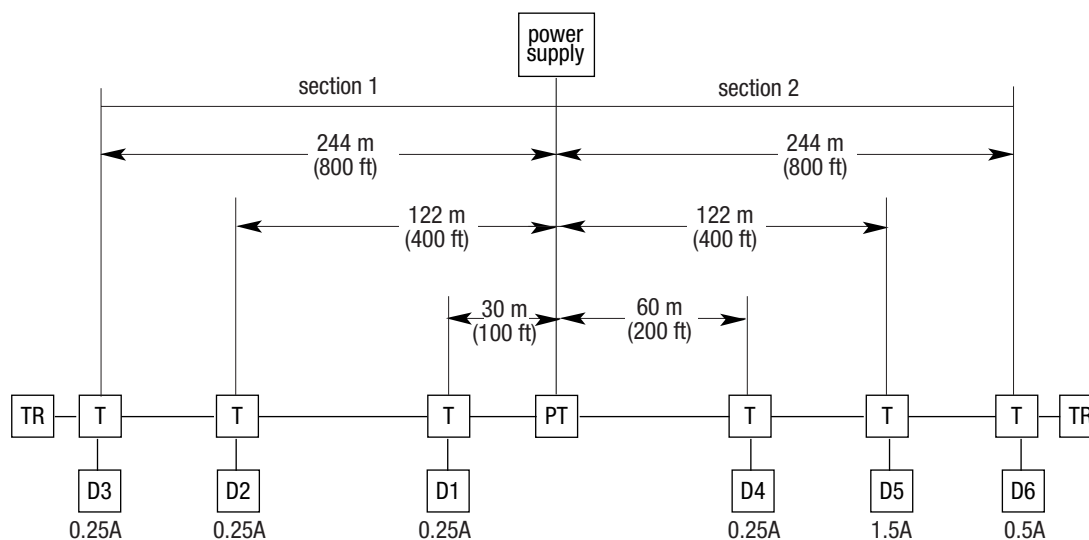 power
supply
section 1
section 2
244 m
(800 ft)
244 m
(800 ft)
122 m
(400 ft)
122 m
(400 ft)
30 m
(100 ft)
60 m
(200 ft)
TR T T T PT T T T TR
D3 D2 D1 D4 D5 D6
0.25A 0.25A 0.25A 0.25A 1.5A 0.5A